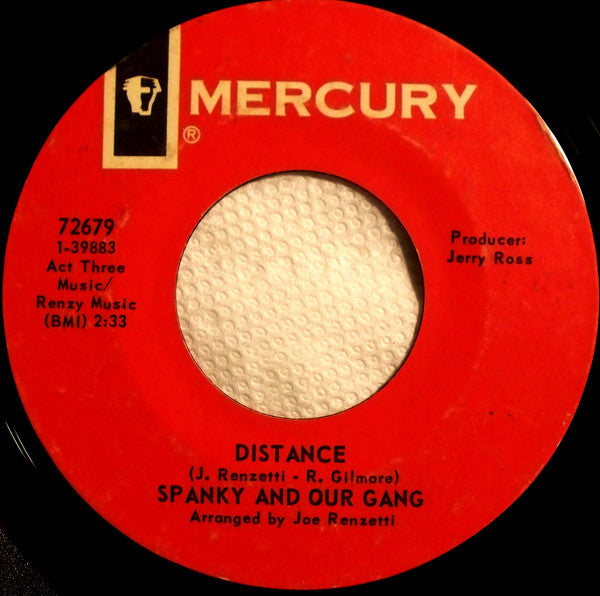 MERCURY
®
72679
1-39883
Act Three
Music/
Renzy Music
(BMI) 2:33
Producer:
Jerry Ross
DISTANCE
(J. Renzetti - R. Gilmore)
SPANKY AND OUR GANG
Arranged by Joe Renzetti